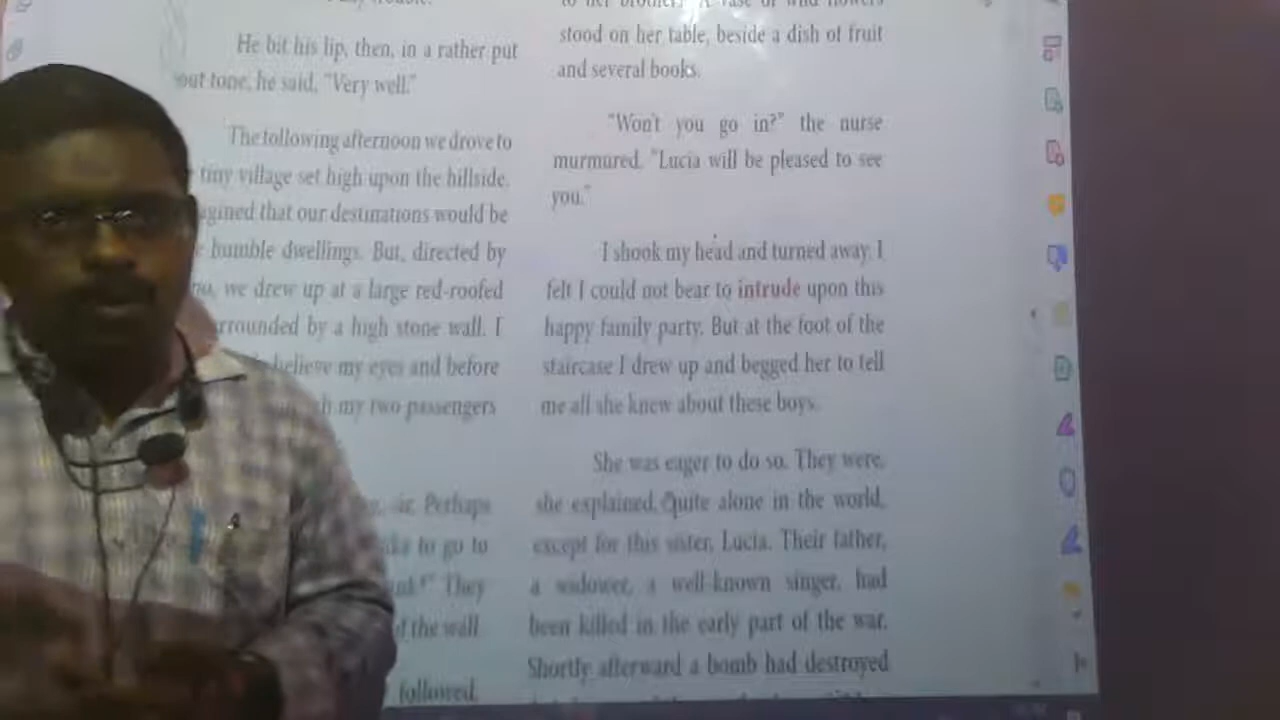 He bit his lip, then, in a rather put
out tone, he said, "Very well."
The following afternoon we drove to
tiny village set high upon the hillside.
agined that our destinations would be
humble dwellings. But, directed by
we drew up at a large red-roofed
rrounded by a high stone wall. I
believe my eyes and before
my two passengers
sir. Perhaps
to go to
They
the wall
followed.
stood on her table, beside a dish of fruit
and several books.
"Won't you go in?" the nurse
murmured. "Lucia will be pleased to see
you."
I shook my head and turned away. I
felt I could not bear to intrude upon this
happy family party. But at the foot of the
staircase I drew up and begged her to tell
me all she knew about these boys.
She was eager to do so. They were,
she explained, Quite alone in the world,
except for this sister, Lucia. Their father,
a widower, a well-known singer, had
been killed in the early part of the war.
Shortly afterward a bomb had destroyed